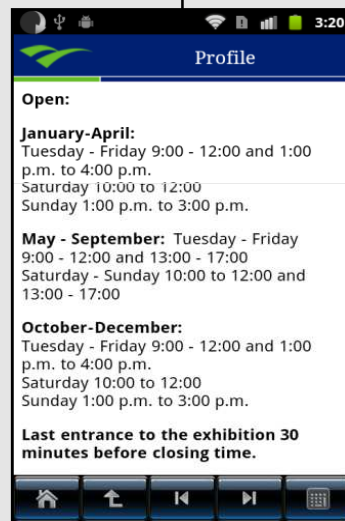 3:20
Profile
Open:
January-April:
Tuesday - Friday 9:00 - 12:00 and 1:00
p.m. to 4:00 p.m.
Saturday 10:00 to 12:00
Sunday 1:00 p.m. to 3:00 p.m.
May - September: Tuesday - Friday
9:00 - 12:00 and 13:00 - 17:00
Saturday - Sunday 10:00 to 12:00 and
13:00 - 17:00
October-December:
Tuesday - Friday 9:00 - 12:00 and 1:00
p.m. to 4:00 p.m.
Saturday 10:00 to 12:00
Sunday 1:00 p.m. to 3:00 p.m.
Last entrance to the exhibition 30
minutes before closing time.